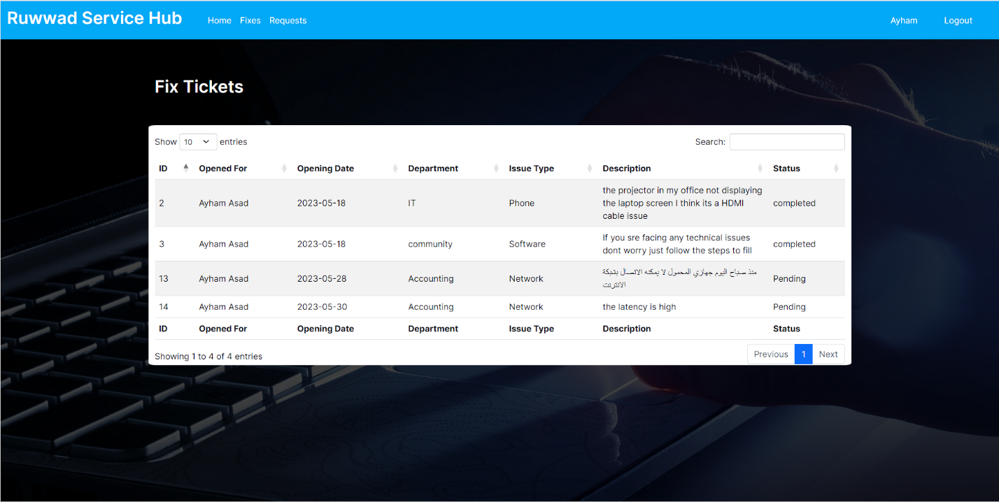 Ruwwad Service Hub Home Fixes Requests Ayham Logout
Fix Tickets
Show 10 entries Search:
ID Opened For Opening Date Department Issue Type Description Status
2 Ayham Asad 2023-05-18 IT Phone the projector in my office not displaying
the laptop screen I think its a HDMI
cable issue completed
3 Ayham Asad 2023-05-18 community Software If you sre facing any technical issues
dont worry just follow the steps to fill completed
13 Ayham Asad 2023-05-28 Accounting Network منذ صباح اليوم جهازي المحمول لا يمكنه الاتصال بشبكة
الانترنت Pending
14 Ayham Asad 2023-05-30 Accounting Network the latency is high Pending
ID Opened For Opening Date Department Issue Type Description Status
Showing 1 to 4 of 4 entries Previous 1 Next